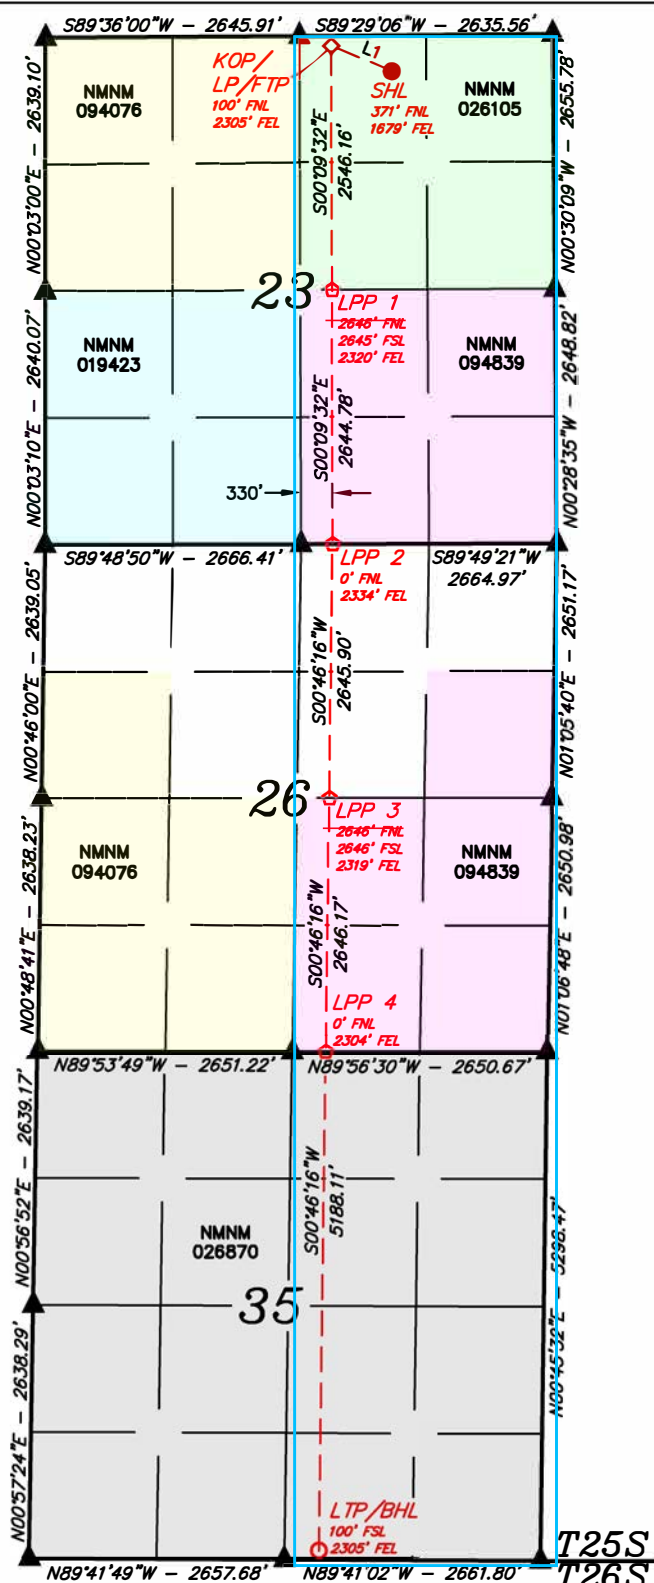 S89°36'00"W - 2645.91'
S89°29'06"W - 2635.56'
N00°03'00"E - 2639.10'
NMNM
094076
KOP/
LP/FTP
100' FNL
2305' FEL
L1
SHL
371' FNL
1679' FEL
NMNM
026105
S00°09'32"E
2546.16'
N00°30'09"W - 2655.78'
23
LPP 1
2646' FNL
2645' FSL
2320' FEL
N00°03'10"E - 2640.07'
NMNM
019423
NMNM
094839
S00°09'32"E
2644.78'
330'
N00°28'35"W - 2648.82'
S89°48'50"W - 2666.41'
LPP 2
0' FNL
2334' FEL
S89°49'21"W
2664.97'
N00°46'00"E - 2639.05'
S00°46'16"W
2645.90'
N01°05'40"E - 2651.17'
26
LPP 3
2646' FNL
2646' FSL
2319' FEL
N00°48'41"E - 2638.23'
NMNM
094076
NMNM
094839
S00°46'16"W
2646.17'
N01°06'48"E - 2650.98'
LPP 4
0' FNL
2304' FEL
N89°53'49"W - 2651.22'
N89°56'30"W - 2650.67'
N00°56'52"E - 2639.17'
S00°46'16"W
5188.11'
NMNM
026870
35
5298.47'
N00°57'24"E - 2638.29'
LTP/BHL
100' FSL
2305' FEL
N89°41'49"W - 2657.68'
N89°41'02"W - 2661.80'
T25S
T26S